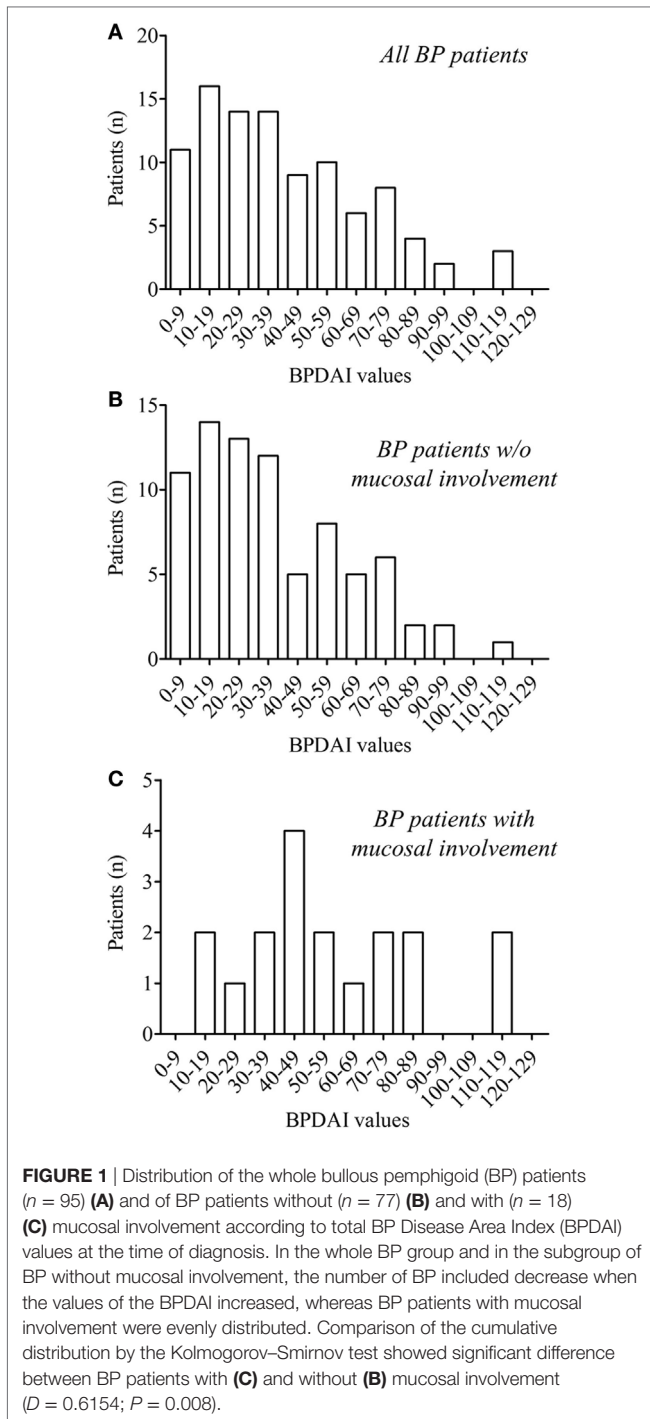 A
All BP patients
Patients (n)
20
15
10
5
0
0-9
10-19
20-29
30-39
40-49
50-59
60-69
70-79
80-89
90-99
100-109
110-119
120-129
BPDAI values
B
BP patients w/o
mucosal involvement
Patients (n)
15
10
5
0
0-9
10-19
20-29
30-39
40-49
50-59
60-69
70-79
80-89
90-99
100-109
110-119
120-129
BPDAI values
C
BP patients with
mucosal involvement
Patients (n)
5
4
3
2
1
0
0-9
10-19
20-29
30-39
40-49
50-59
60-69
70-79
80-89
90-99
100-109
110-119
120-129
BPDAI values
FIGURE 1 | Distribution of the whole bullous pemphigoid (BP) patients
(n = 95) (A) and of BP patients without (n = 77) (B) and with (n = 18)
(C) mucosal involvement according to total BP Disease Area Index (BPDAI)
values at the time of diagnosis. In the whole BP group and in the subgroup of
BP without mucosal involvement, the number of BP included decrease when
the values of the BPDAI increased, whereas BP patients with mucosal
involvement were evenly distributed. Comparison of the cumulative
distribution by the Kolmogorov–Smirnov test showed significant difference
between BP patients with (C) and without (B) mucosal involvement
(D = 0.6154; P = 0.008).